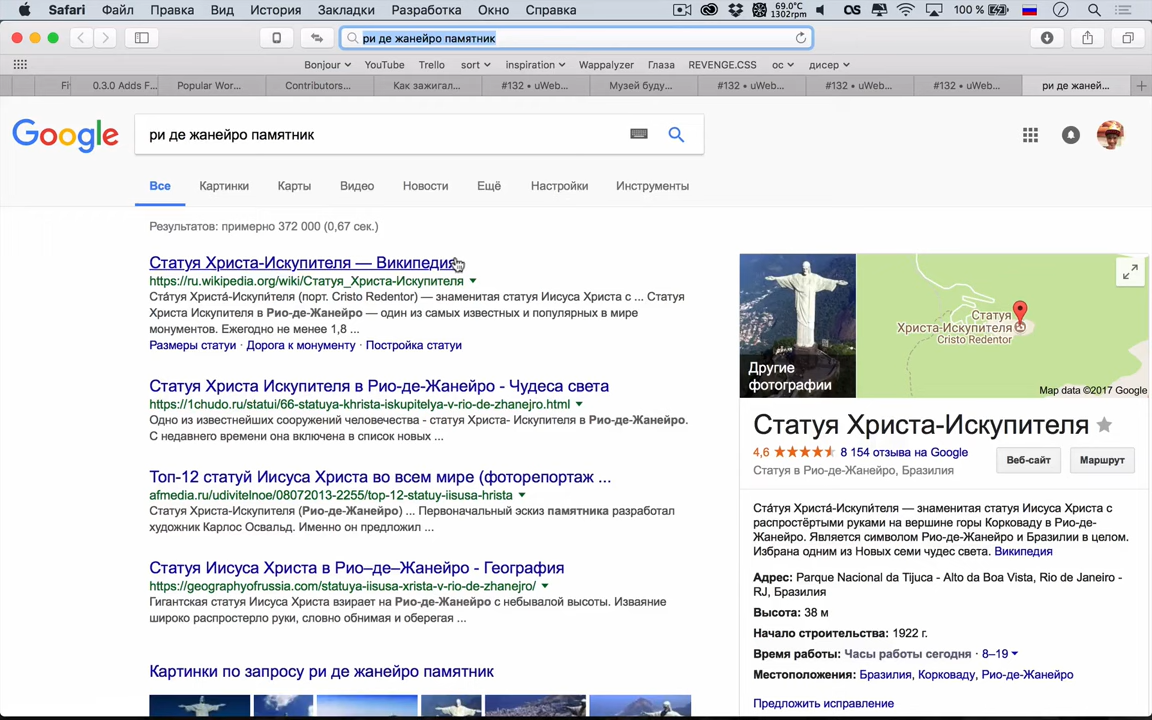 Safari Файл Правка Вид История Закладки Разработка Окно Справка 69.0°C 1302rpm 100 %
ри де жанейро памятник
Bonjour YouTube Trello sort inspiration Wappalyzer Глаза REVENGE.CSS ос дисер
0.3.0 Adds F... Popular Wor... Contributors... Как зажигал... #132 • uWeb... Музей буду... #132 • uWeb... #132 • uWeb... #132 • uWeb... ри де жаней...
Google ри де жанейро памятник
Все Картинки Карты Видео Новости Ещё Настройки Инструменты
Результатов: примерно 372 000 (0,67 сек.)
Статуя Христа-Искупителя — Википедия
https://ru.wikipedia.org/wiki/Статуя_Христа-Искупителя
Ста́туя Христа́-Искупи́теля (порт. Cristo Redentor) — знаменитая статуя Иисуса Христа с ... Статуя
Христа Искупителя в Рио-де-Жанейро — один из самых известных и популярных в мире
монументов. Ежегодно не менее 1,8 ...
Размеры статуи · Дорога к монументу · Постройка статуи
Статуя Христа Искупителя в Рио-де-Жанейро - Чудеса света
https://1chudo.ru/statui/66-statuya-khrista-iskupitelya-v-rio-de-zhanejro.html
Одно из известнейших сооружений человечества - статуя Христа- Искупителя в Рио-де-Жанейро.
С недавнего времени она включена в список новых ...
Топ-12 статуй Иисуса Христа во всем мире (фоторепортаж ...
afmedia.ru/udivitelnoe/08072013-2255/top-12-statuy-iisusa-hrista
Статуя Христа-Искупителя (Рио-де-Жанейро) ... Первоначальный эскиз памятника разработал
художник Карлос Освальд. Именно он предложил ...
Статуя Иисуса Христа в Рио–де–Жанейро - География
https://geographyofrussia.com/statuya-iisusa-xrista-v-rio-de-zhanejro/
Гигантская статуя Иисуса Христа взирает на Рио-де-Жанейро с небывалой высоты. Изваяние
широко распростерло руки, словно обнимая и оберегая ...
Картинки по запросу ри де жанейро памятник
Другие
фотографии
Статуя
Христа-Искупителя
Cristo Redentor
Map data ©2017 Google
Статуя Христа-Искупителя
4,6 8 154 отзыва на Google
Статуя в Рио-де-Жанейро, Бразилия
Веб-сайт Маршрут
Ста́туя Христа́-Искупи́теля — знаменитая статуя Иисуса Христа с
распростёртыми руками на вершине горы Корковаду в Рио-де-
Жанейро. Является символом Рио-де-Жанейро и Бразилии в целом.
Избрана одним из Новых семи чудес света. Википедия
Адрес: Parque Nacional da Tijuca - Alto da Boa Vista, Rio de Janeiro -
RJ, Бразилия
Высота: 38 м
Начало строительства: 1922 г.
Время работы: Часы работы сегодня · 8–19
Местоположения: Бразилия, Корковаду, Рио-де-Жанейро
Предложить исправление